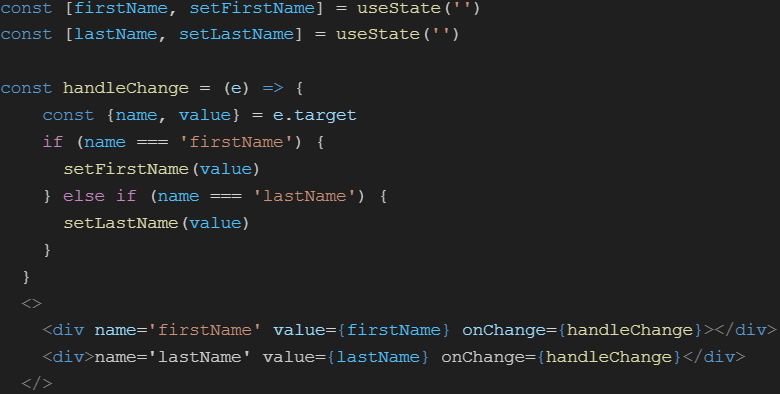 const [firstName, setFirstName] = useState('')
const [lastName, setLastName] = useState('')
const handleChange = (e) => {
const {name, value} = e.target
if (name === 'firstName') {
setFirstName(value)
} else if (name === 'lastName') {
setLastName(value)
}
}
<>
<div name='firstName' value={firstName} onChange={handleChange}></div>
<div>name='lastName' value={lastName} onChange={handleChange}</div>
</>